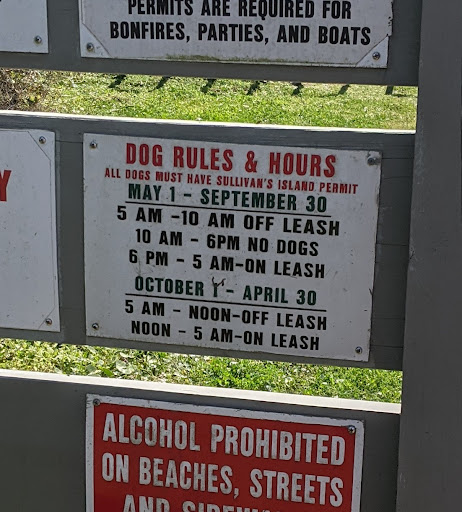 PERMITS ARE REQUIRED FOR
BONFIRES, PARTIES, AND BOATS
Y
DOG RULES & HOURS
ALL DOGS MUST HAVE SULLIVAN'S ISLAND PERMIT
MAY 1 - SEPTEMBER 30
5 AM -10 AM OFF LEASH
10 AM - 6PM NO DOGS
6 PM - 5 AM-ON LEASH
OCTOBER 1 - APRIL 30
5 AM - NOON-OFF LEASH
NOON - 5 AM-ON LEASH
ALCOHOL PROHIBITED
ON BEACHES, STREETS
AND